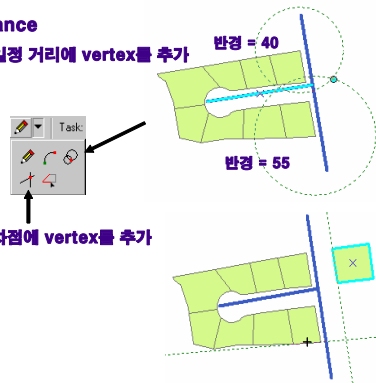 ance
일정 거리에 vertex를 추가
반경 = 40
Task:
반경 = 55
차점에 vertex를 추가